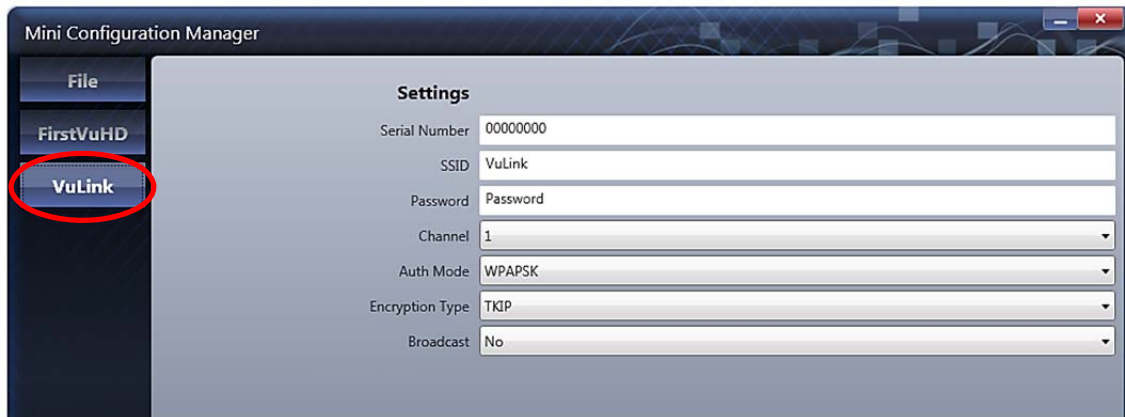 Mini Configuration Manager
File
FirstVuHD
VuLink
Settings
Serial Number 00000000
SSID VuLink
Password Password
Channel 1
Auth Mode WPAPSK
Encryption Type TKIP
Broadcast No